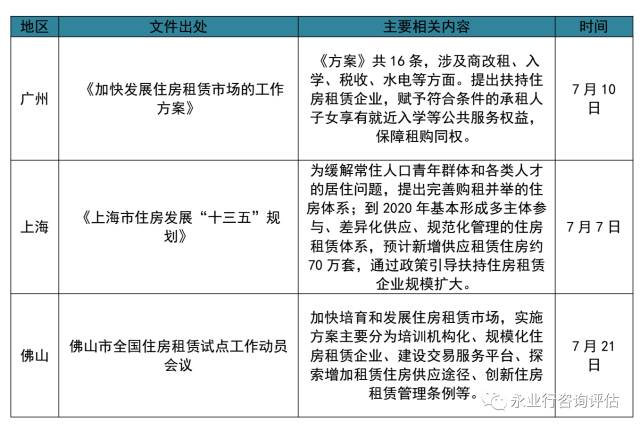 地区 文件出处 主要相关内容 时间
广州
《加快发展住房租赁市场的工作
方案》
《方案》共 16 条，涉及商改租、入
学、税收、水电等方面。提出扶持住
房租赁企业，赋予符合条件的承租人
子女享有就近入学等公共服务权益，
保障租购同权。
7 月 10
日
上海
《上海市住房发展“十三五”规
划》
为缓解常住人口青年群体和各类人才
的居住问题，提出完善购租并举的住
房体系；到 2020 年基本形成多主体参
与、差异化供应、规范化管理的住房
租赁体系，预计新增供应租赁住房约
70 万套，通过政策引导扶持住房租赁
企业规模扩大。
7 月 7 日
佛山
佛山市全国住房租赁试点工作动员
会议
加快培育和发展住房租赁市场，实施
方案主要分为培训机构化、规模化住
房租赁企业、建设交易服务平台、探
索增加租赁住房供应途径、创新住房
租赁管理条例等。
7 月 21
日
永业行咨询评估